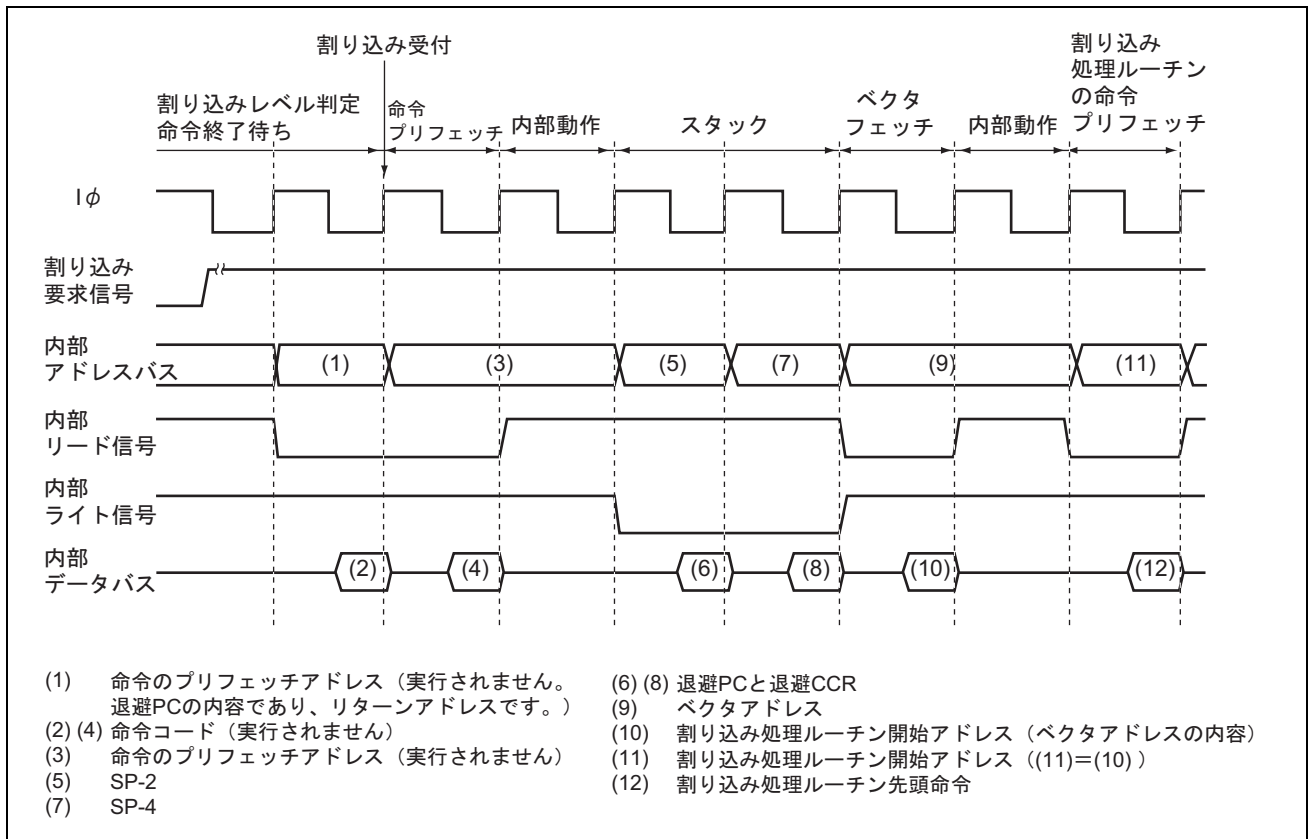 割り込み受付
割り込みレベル判定
命令終了待ち
命令
プリフェッチ
内部動作
スタック
ベクタ
フェッチ
内部動作
割り込み
処理ルーチン
の命令
プリフェッチ
Iφ
割り込み
要求信号
内部
アドレスバス
(1)
(3)
(5)
(7)
(9)
(11)
内部
リード信号
内部
ライト信号
内部
データバス
(2)
(4)
(6)
(8)
(10)
(12)
(1) 命令のプリフェッチアドレス（実行されません。
退避PCの内容であり、リターンアドレスです。）
(2) (4) 命令コード（実行されません）
(3) 命令のプリフェッチアドレス（実行されません）
(5) SP-2
(7) SP-4
(6) (8) 退避PCと退避CCR
(9) ベクタアドレス
(10) 割り込み処理ルーチン開始アドレス（ベクタアドレスの内容）
(11) 割り込み処理ルーチン開始アドレス（(11)＝(10) ）
(12) 割り込み処理ルーチン先頭命令